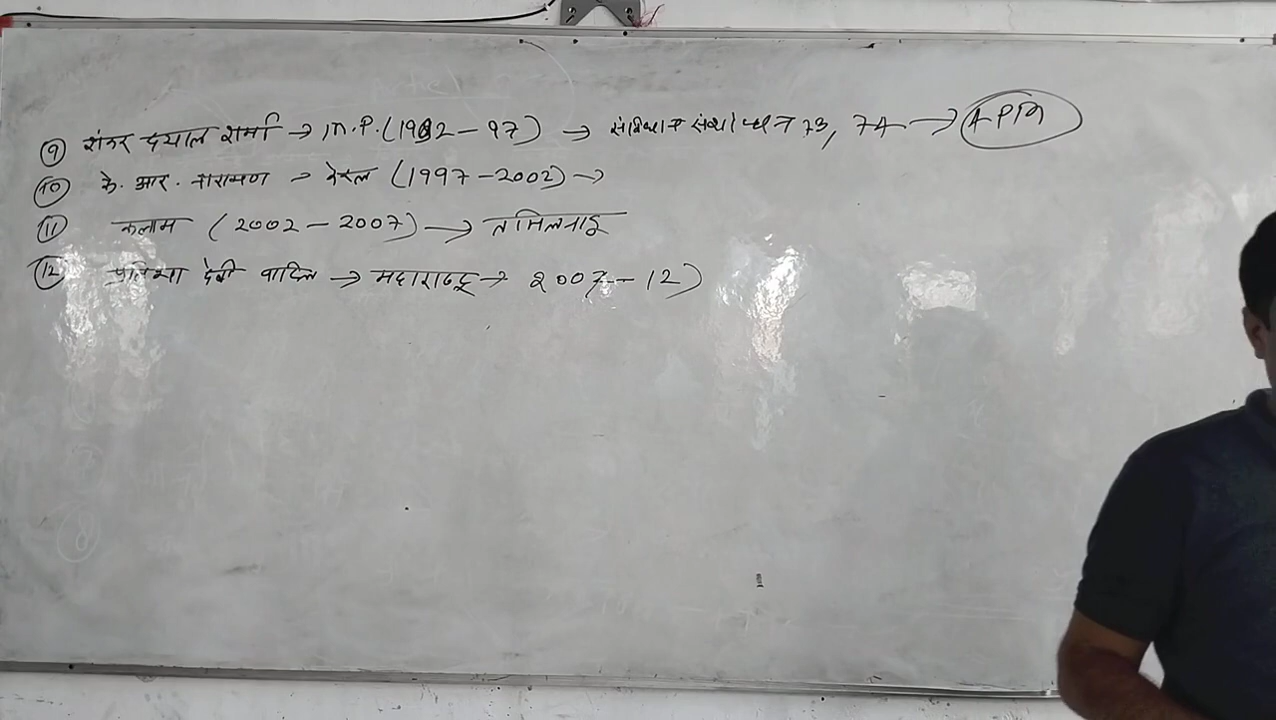 ⑨ शंकर दयाल शर्मा → M.P. (1992 – 97) → संविधान संशोधन 73, 74 →
⑩ के. आर. नारायण → केरल (1997 – 2002) →
⑪ कलाम (2002 – 2007) → तमिलनाडू
⑫ प्रतिभा देवी पाटिल → महाराष्ट्र → 2007 – 12)